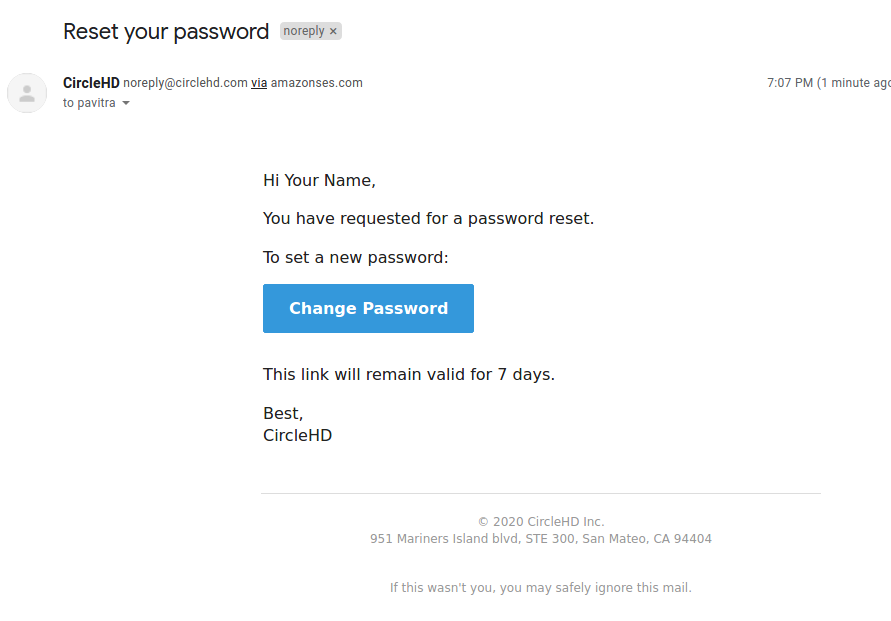 Reset your password noreply ×
CircleHD noreply@circlehd.com via amazonses.com 7:07 PM (1 minute ago
to pavitra
Hi Your Name,
You have requested for a password reset.
To set a new password:
Change Password
This link will remain valid for 7 days.
Best,
CircleHD
© 2020 CircleHD Inc.
951 Mariners Island blvd, STE 300, San Mateo, CA 94404
If this wasn't you, you may safely ignore this mail.